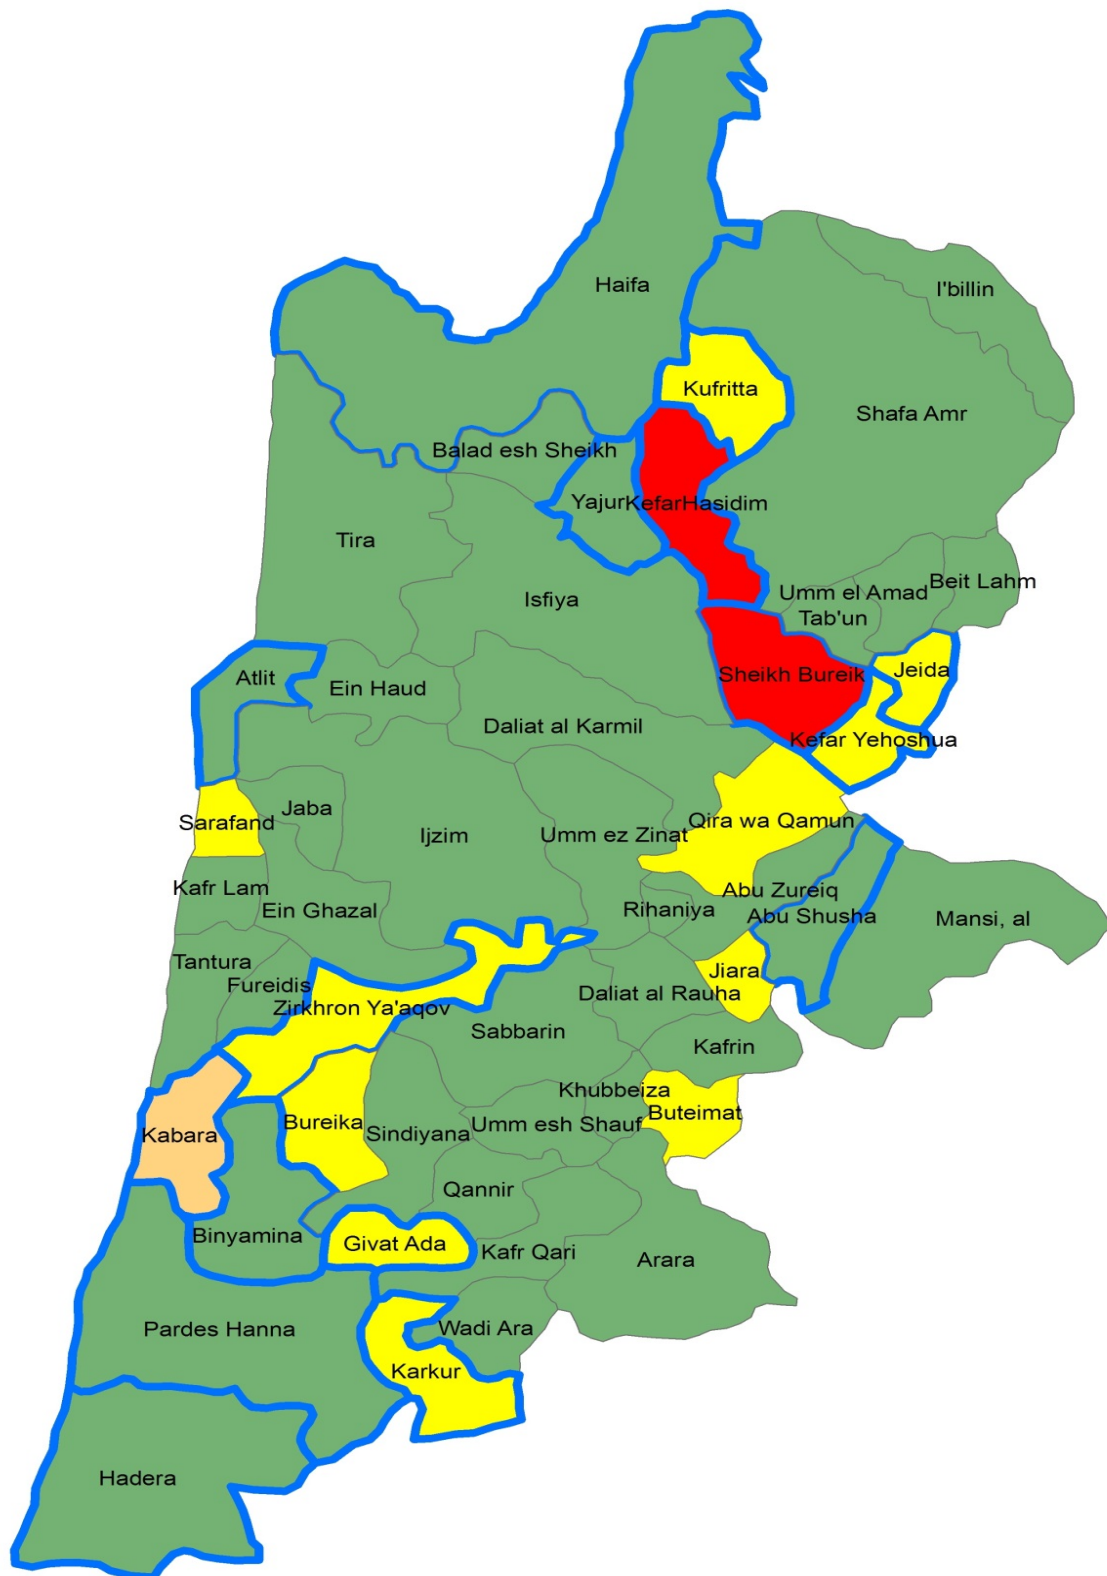 Haifa
I'billin
Kufritta
Shafa Amr
Balad esh Sheikh
Yajur
KefarHasidim
Tira
Isfiya
Umm el Amad
Beit Lahm
Tab'un
Atlit
Ein Haud
Sheikh Bureik
Jeida
Daliat al Karmil
Kefar Yehoshua
Sarafand
Jaba
Ijzim
Umm ez Zinat
Qira wa Qamun
Kafr Lam
Ein Ghazal
Rihaniya
Abu Zureiq
Abu Shusha
Mansi, al
Tantura
Fureidis
Jiara
Zirkhron Ya'aqov
Daliat al Rauha
Sabbarin
Kafrin
Khubbeiza
Kabara
Bureika
Sindiyana
Umm esh Shauf
Buteimat
Qannir
Binyamina
Givat Ada
Kafr Qari
Arara
Pardes Hanna
Wadi Ara
Karkur
Hadera